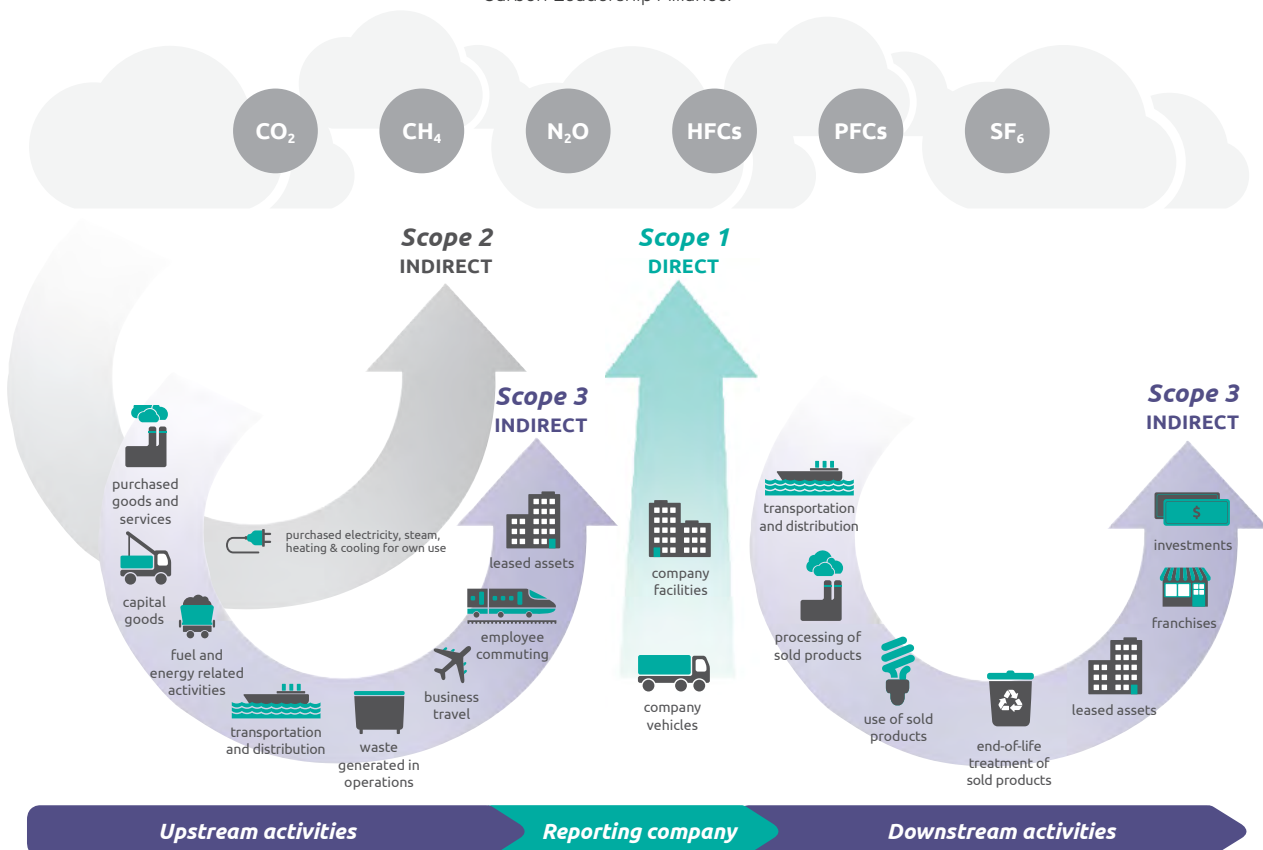 Carbon Leadership Alliance.
CO₂
CH₄
N₂O
HFCs
PFCs
SF₆
Scope 2
INDIRECT
Scope 1
DIRECT
Scope 3
INDIRECT
Scope 3
INDIRECT
purchased
goods and
services
capital
goods
fuel and
energy related
activities
transportation
and distribution
waste
generated in
operations
business
travel
employee
commuting
leased assets
purchased electricity, steam,
heating & cooling for own use
company
facilities
company
vehicles
transportation
and distribution
processing of
sold products
use of sold
products
end-of-life
treatment of
sold products
leased assets
franchises
$
investments
Upstream activities
Reporting company
Downstream activities